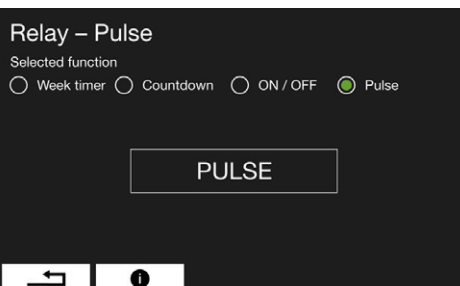 Relay – Pulse
Selected function
Week timer Countdown ON / OFF Pulse
PULSE
i